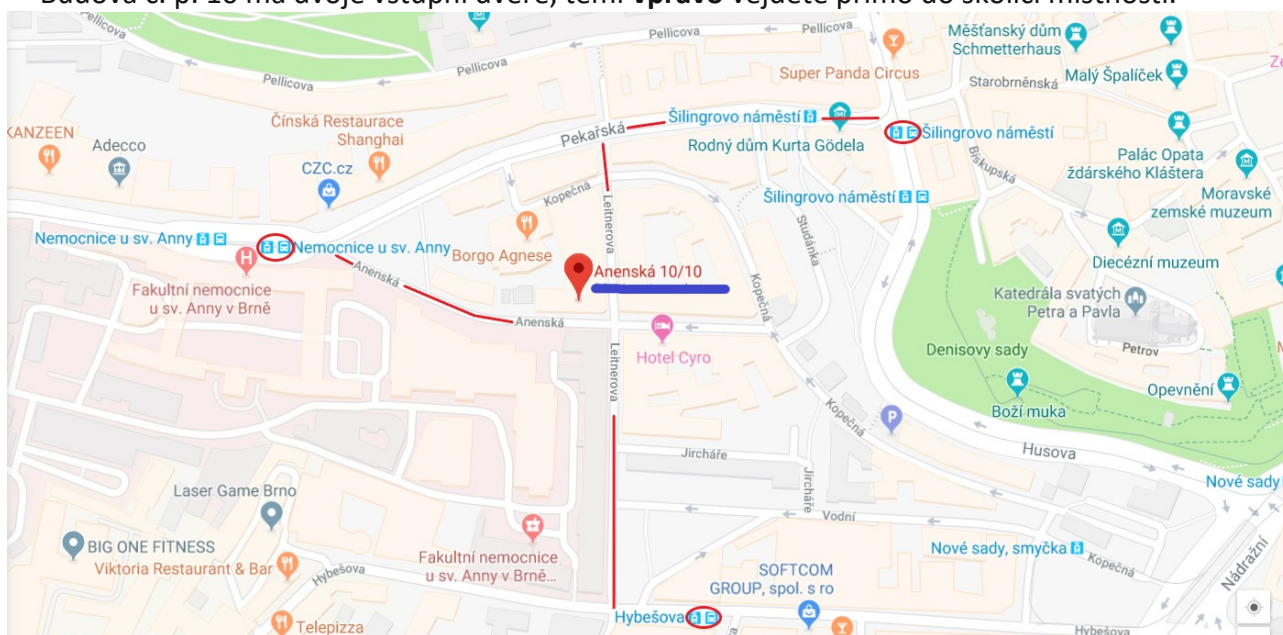 Budova č. p. 10 má dvoje vstupní dveře, těmi vpravo vejdete přímo do školicí místnosti.
Pellicova
Pellicova
Pellicova
Pellicova
Pellicova
Měšťanský dům
Schmetterhaus
Super Panda Circus
Starobrněnská
Malý Špalíček
KANZEEN
Adecco
Čínská Restaurace
Shanghai
CZC.cz
Pekařská
Šilingrovo náměstí
Rodný dům Kurta Gödela
Šilingrovo náměstí
Biskupská
Palác Opata
ždárského Kláštera
Kopečná
Leitnerova
Šilingrovo náměstí
Studánka
Moravské
zemské muzeum
Nemocnice u sv. Anny
Nemocnice u sv. Anny
Borgo Agnese
Anenská
Anenská 10/10
Kopečná
Diecézní muzeum
Fakultní nemocnice
u sv. Anny v Brně
Katedrála svatých
Petra a Pavla
Anenská
Hotel Cyro
Denisovy sady
Petrov
Leitnerova
Opevnění
Boží muka
Kopečná
P
Husova
Jircháře
Jircháře
Nové sady
Laser Game Brno
Vodní
BIG ONE FITNESS
Viktoria Restaurant & Bar
Hybešova
Fakultní nemocnice
u sv. Anny v Brně...
Nové sady, smyčka
Kopečná
SOFTCOM
GROUP, spol. s ro
Nádražní
Hybešova
Telepizza
Hybešova